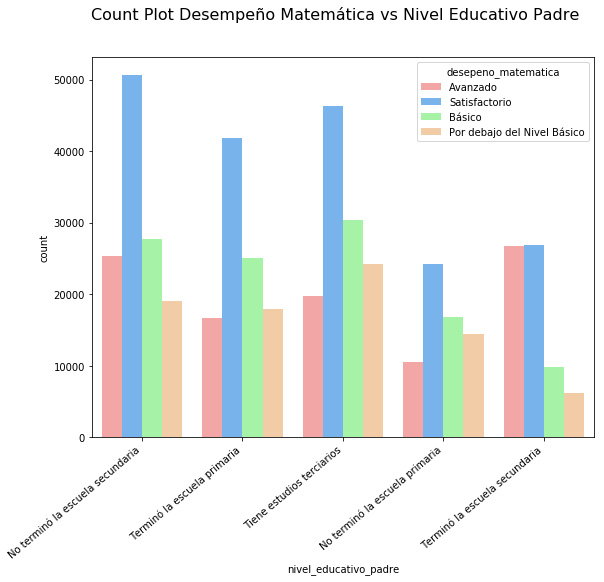 Count Plot Desempeño Matemática vs Nivel Educativo Padre
desepeno_matematica
Avanzado
Satisfactorio
Básico
Por debajo del Nivel Básico
50000
40000
30000
20000
10000
0
count
No terminó la escuela secundaria
Terminó la escuela primaria
Tiene estudios terciarios
No terminó la escuela primaria
Terminó la escuela secundaria
nivel_educativo_padre